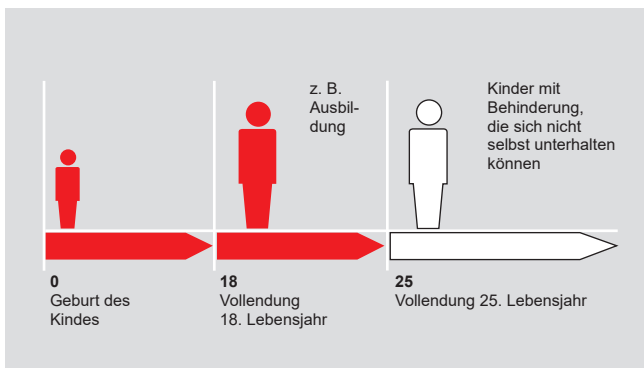 z. B.
Ausbil-
dung
Kinder mit
Behinderung,
die sich nicht
selbst unterhalten
können
0
Geburt des
Kindes
18
Vollendung
18. Lebensjahr
25
Vollendung 25. Lebensjahr